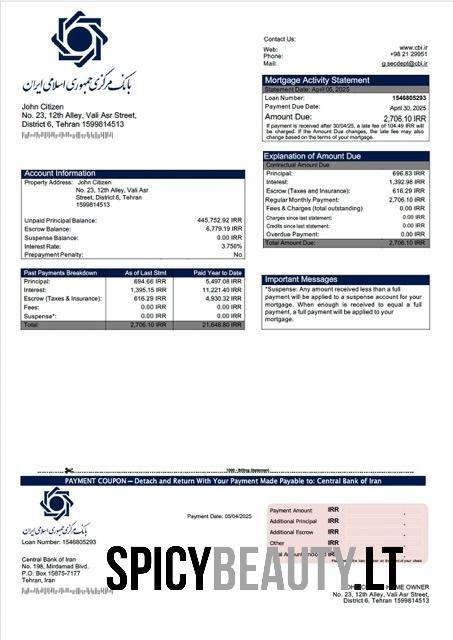 بانک مرکزی جمهوری اسلامی ایران
John Citizen
No. 23, 12th Alley, Vali Asr Street,
District 6, Tehran 1599814513
Contact Us:
Web: www.cbi.ir
Phone: +98 21 29951
Mail: g.secdept@cbi.ir
Mortgage Activity Statement
Statement Date: April 05, 2025
Loan Number: 1546805293
Payment Due Date: April 30, 2025
Amount Due: 2,706.10 IRR
If payment is received after 30/04/25, a late fee of 104.49 IRR will
be charged. If the Amount Due changes, the late fee may also
change based on the terms of your mortgage.
Account Information
Property Address: John Citizen
No. 23, 12th Alley, Vali Asr
Street, District 6, Tehran
1599814513
Unpaid Principal Balance: 445,752.92 IRR
Escrow Balance: 6,779.19 IRR
Suspense Balance: 0.00 IRR
Interest Rate: 3.756%
Prepayment Penalty: No
Explanation of Amount Due
Contractual Amount Due
Principal: 696.83 IRR
Interest: 1,392.98 IRR
Escrow (Taxes and Insurance): 616.29 IRR
Regular Monthly Payment: 2,706.10 IRR
Fees & Charges (total outstanding) 0.00 IRR
Charges since last statement: 0.00 IRR
Credits since last statement: 0.00 IRR
Overdue Payment: 0.00 IRR
Total Amount Due: 2,706.10 IRR
Past Payments Breakdown As of Last Stmt Paid Year to Date
Principal: 694.66 IRR 5,497.08 IRR
Interest: 1,395.15 IRR 11,221.40 IRR
Escrow (Taxes & Insurance): 616.29 IRR 4,930.32 IRR
Fees: 0.00 IRR 0.00 IRR
Suspense*: 0.00 IRR 0.00 IRR
Total: 2,706.10 IRR 21,648.80 IRR
Important Messages
*Suspense: Any amount received less than a full
payment will be applied to a suspense account for your
mortgage. When enough is received to equal a full
payment, a full payment will be applied to your
mortgage.
1000 - Billing Statement
PAYMENT COUPON — Detach and Return With Your Payment Made Payable to: Central Bank of Iran
بانک مرکزی جمهوری اسلامی ایران
Loan Number: 1546805293
Payment Date: 05/04/2025
Payment Amount IRR .
Additional Principal IRR .
Additional Escrow IRR .
Other IRR
Central Bank of Iran
No. 198, Mirdamad Blvd.
P.O. Box 15875-7177
Tehran, Iran
HOME OWNER
No. 23, 12th Alley, Vali Asr Street,
District 6, Tehran 1599814513
SPICYBEAUTY.LT